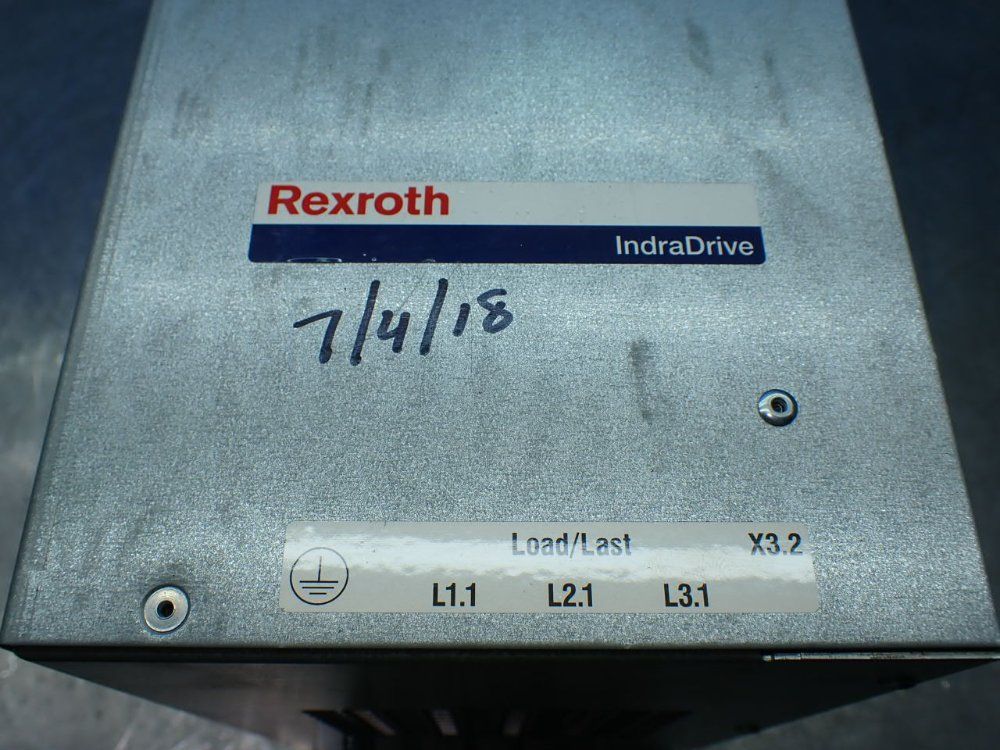 Rexroth
IndraDrive
7/4/18
Load/Last X3.2
L1.1 L2.1 L3.1